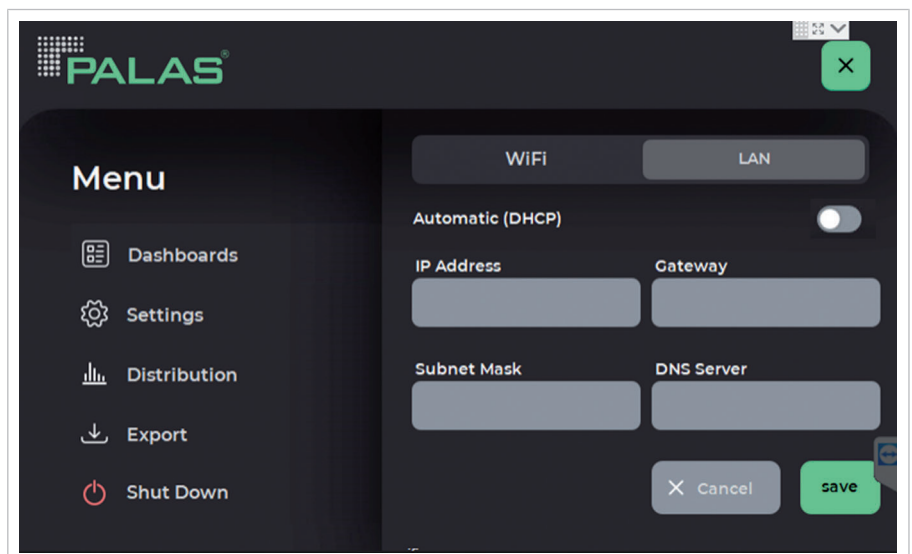 PALAS®
Menu
Dashboards
Settings
Distribution
Export
Shut Down
WiFi LAN
Automatic (DHCP)
IP Address Gateway
Subnet Mask DNS Server
Cancel save